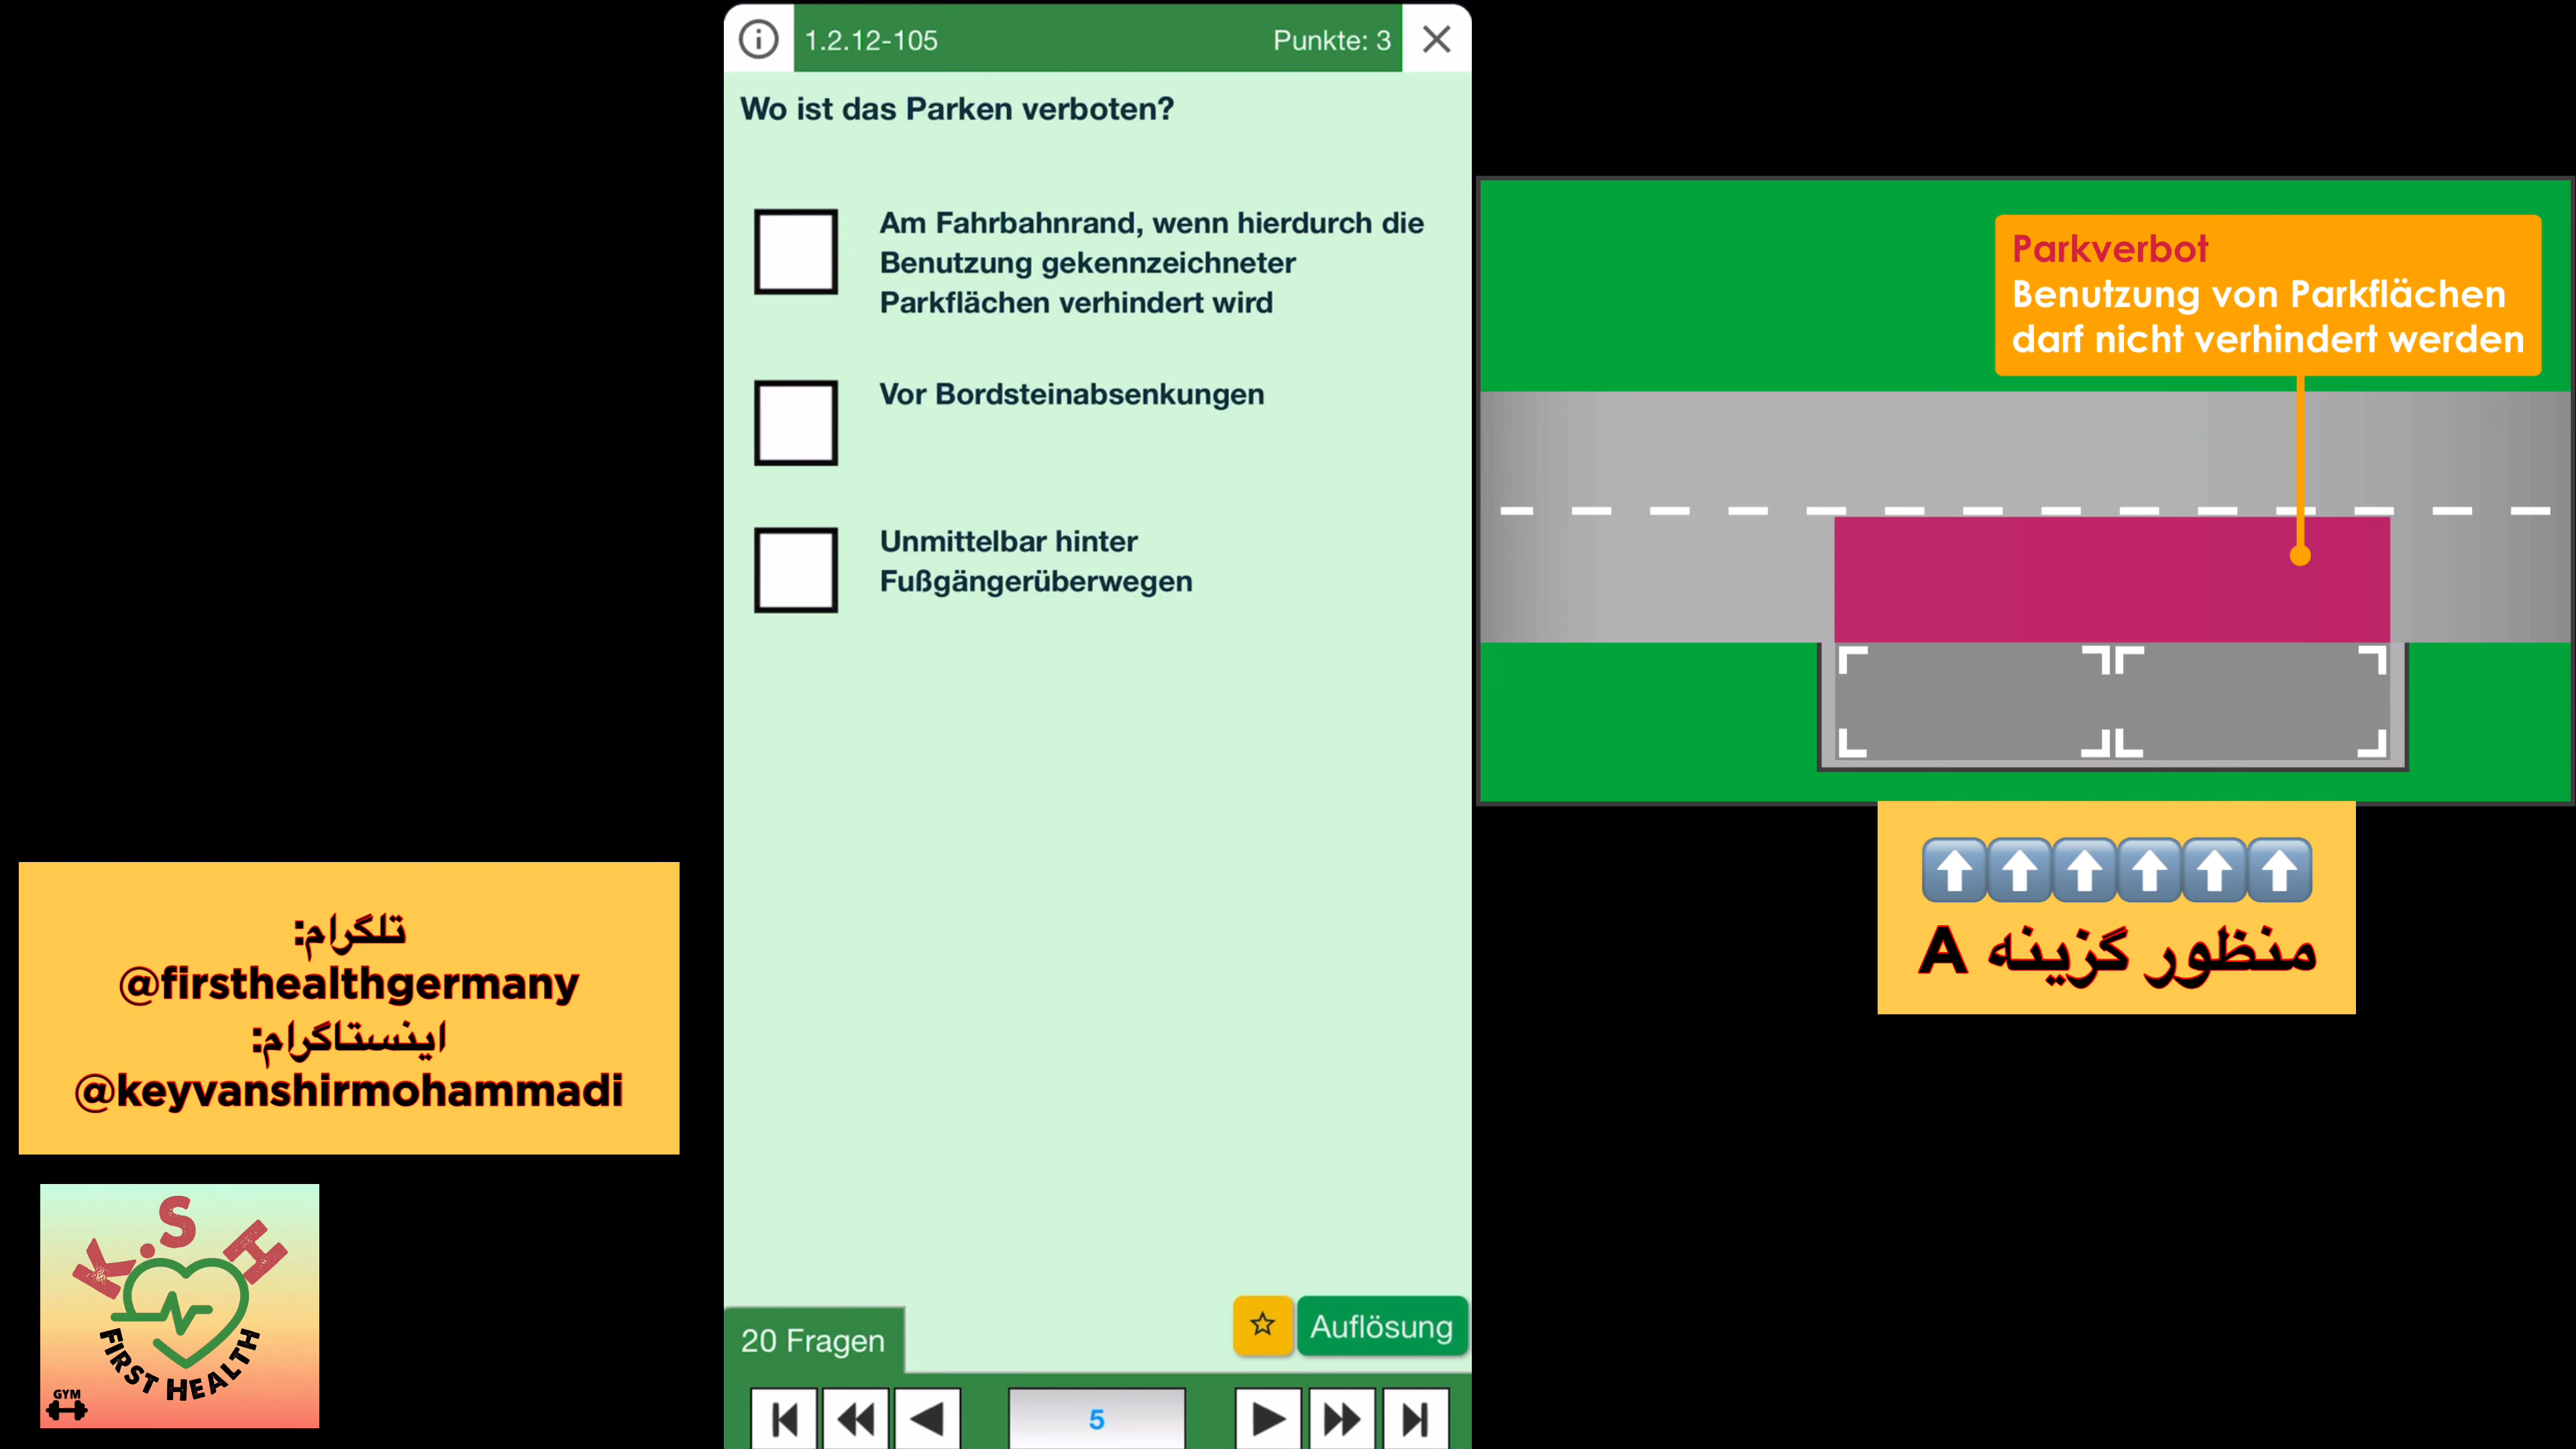 1.2.12-105
Punkte: 3
Wo ist das Parken verboten?
Am Fahrbahnrand, wenn hierdurch die
Benutzung gekennzeichneter
Parkflächen verhindert wird
Vor Bordsteinabsenkungen
Unmittelbar hinter
Fußgängerüberwegen
Parkverbot
Benutzung von Parkflächen
darf nicht verhindert werden
منظور گزینه A
تلگرام:
@firsthealthgermany
اینستاگرام:
@keyvanshirmohammadi
K.SH
FIRST HEALTH
GYM
Auflösung
20 Fragen
5